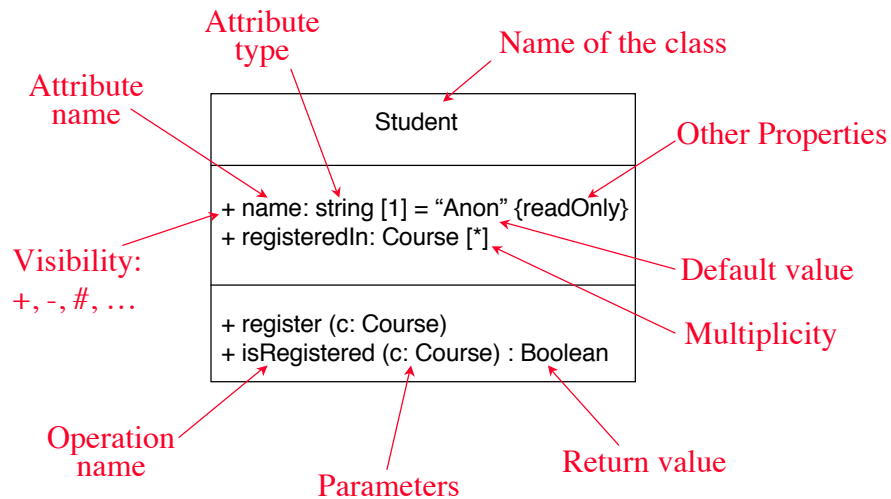 Attribute
type
Name of the class
Attribute
name
Student
Other Properties
+ name: string [1] = “Anon” {readOnly}
+ registeredIn: Course [*]
Visibility:
+, -, #, …
Default value
Multiplicity
+ register (c: Course)
+ isRegistered (c: Course) : Boolean
Operation
name
Parameters
Return value